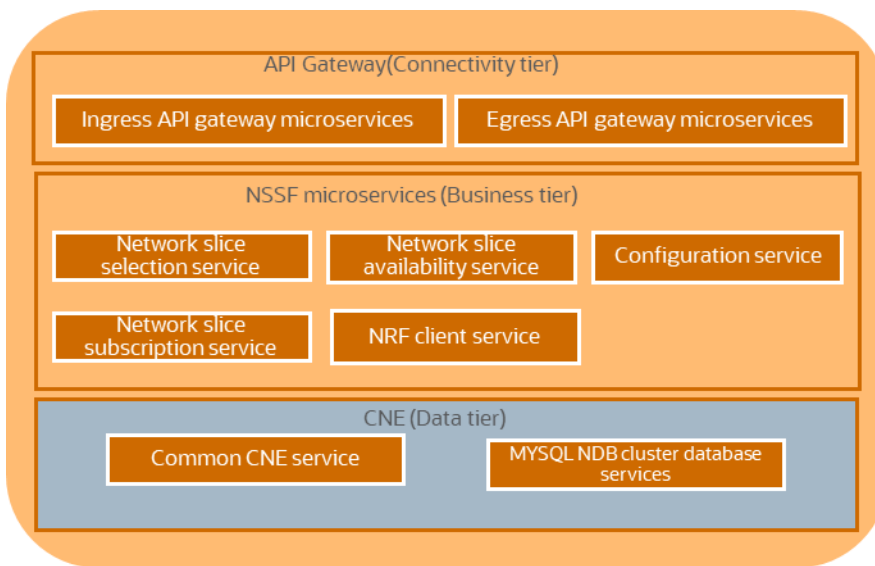 API Gateway(Connectivity tier)
Ingress API gateway microservices
Egress API gateway microservices
NSSF microservices (Business tier)
Network slice
selection service
Network slice
availability service
Configuration service
Network slice
subscription service
NRF client service
CNE (Data tier)
Common CNE service
MYSQL NDB cluster database
services